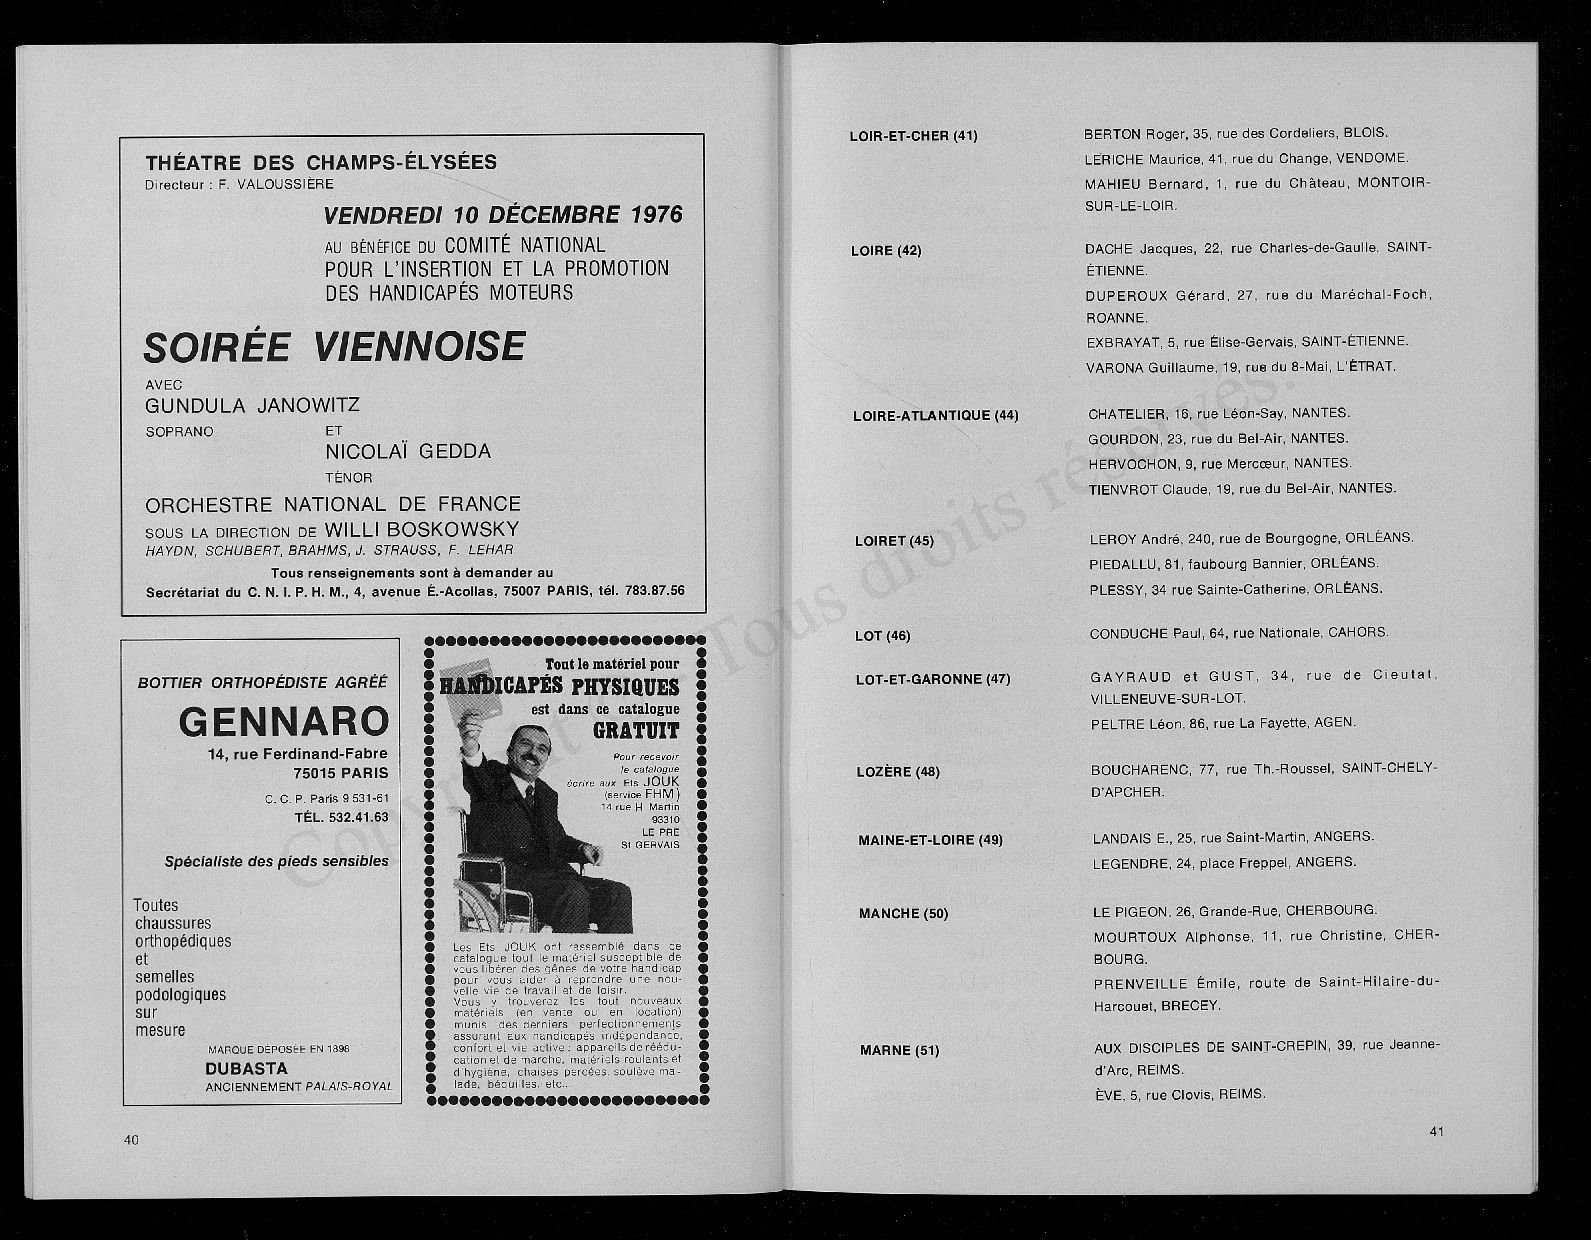 THÉATRE DES CHAMPS-ÉLYSÉES
Directeur : F. VALOUSSIÈRE
VENDREDI 10 DÉCEMBRE 1976
AU BÉNÉFICE DU COMITÉ NATIONAL
POUR L'INSERTION ET LA PROMOTION
DES HANDICAPÉS MOTEURS
SOIRÉE VIENNOISE
AVEC
GUNDULA JANOWITZ
SOPRANO ET
NICOLAÏ GEDDA
TÉNOR
ORCHESTRE NATIONAL DE FRANCE
SOUS LA DIRECTION DE WILLI BOSKOWSKY
HAYDN, SCHUBERT, BRAHMS, J. STRAUSS, F. LEHAR
Tous renseignements sont à demander au
Secrétariat du C. N. I. P. H. M., 4, avenue É.-Acollas, 75007 PARIS, tél. 783.87.56
BOTTIER ORTHOPÉDISTE AGRÉÉ
GENNARO
14, rue Ferdinand-Fabre
75015 PARIS
C. C. P. Paris 9 531-61
TÉL. 532.41.63
Spécialiste des pieds sensibles
Toutes
chaussures
orthopédiques
et
semelles
podologiques
sur
mesure
MARQUE DÉPOSÉE EN 1898
DUBASTA
ANCIENNEMENT PALAIS-ROYAL
Tout le matériel pour
HANDICAPÉS PHYSIQUES
est dans ce catalogue
GRATUIT
Pour recevoir
le catalogue
écrire aux Ets JOUK
(service FHM)
14 rue H Martin
93310
LE PRE
St GERVAIS
Les Ets JOUK ont rassemblé dans ce
catalogue tout le matériel susceptible de
vous libérer des gênes de votre handicap
pour vous aider à reprendre une nou-
velle vie de travail et de loisir.
Vous y trouverez les tout nouveaux
matériels (en vente ou en location)
munis des derniers perfectionnements
assurant aux handicapés indépendance,
confort et vie active : appareils de réédu-
cation et de marche, matériels roulants et
d'hygiène, chaises percées, soulève ma-
lade, béquilles, etc...
40
LOIR-ET-CHER (41)
BERTON Roger, 35, rue des Cordeliers, BLOIS.
LERICHE Maurice, 41, rue du Change, VENDOME.
MAHIEU Bernard, 1, rue du Château, MONTOIR-
SUR-LE-LOIR.
LOIRE (42)
DACHE Jacques, 22, rue Charles-de-Gaulle, SAINT-
ÉTIENNE.
DUPEROUX Gérard, 27, rue du Maréchal-Foch,
ROANNE.
EXBRAYAT, 5, rue Élise-Gervais, SAINT-ÉTIENNE.
VARONA Guillaume, 19, rue du 8-Mai, L'ÉTRAT.
LOIRE-ATLANTIQUE (44)
CHATELIER, 16, rue Léon-Say, NANTES.
GOURDON, 23, rue du Bel-Air, NANTES.
HERVOCHON, 9, rue Mercœur, NANTES.
TIENVROT Claude, 19, rue du Bel-Air, NANTES.
LOIRET (45)
LEROY André, 240, rue de Bourgogne, ORLÉANS.
PIEDALLU, 81, faubourg Bannier, ORLÉANS.
PLESSY, 34 rue Sainte-Catherine, ORLÉANS.
LOT (46)
CONDUCHE Paul, 64, rue Nationale, CAHORS.
LOT-ET-GARONNE (47)
GAYRAUD et GUST, 34, rue de Cieutat,
VILLENEUVE-SUR-LOT.
PELTRE Léon, 86, rue La Fayette, AGEN.
LOZÈRE (48)
BOUCHARENC, 77, rue Th.-Roussel, SAINT-CHELY-
D'APCHER.
MAINE-ET-LOIRE (49)
LANDAIS E., 25, rue Saint-Martin, ANGERS.
LEGENDRE, 24, place Freppel, ANGERS.
MANCHE (50)
LE PIGEON, 26, Grande-Rue, CHERBOURG.
MOURTOUX Alphonse, 11, rue Christine, CHER-
BOURG.
PRENVEILLE Émile, route de Saint-Hilaire-du-
Harcouet, BRECEY.
MARNE (51)
AUX DISCIPLES DE SAINT-CREPIN, 39, rue Jeanne-
d'Arc, REIMS.
ÈVE, 5, rue Clovis, REIMS.
41
Copyright Tous droits réservés.